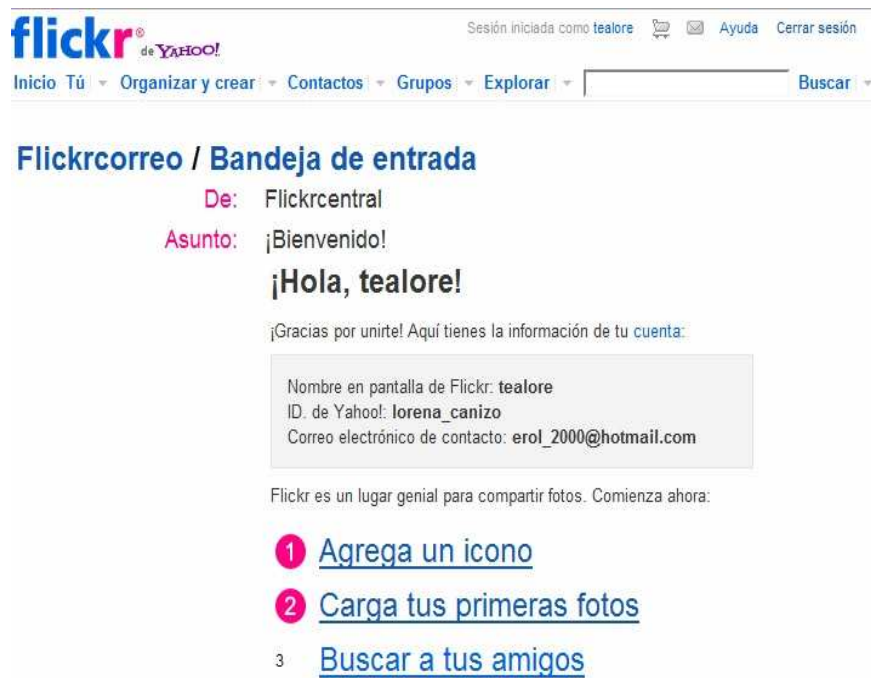 flickr® de YAHOO!
Sesión iniciada como tealore Ayuda Cerrar sesión
Inicio Tú Organizar y crear Contactos Grupos Explorar Buscar
Flickrcorreo / Bandeja de entrada
De: Flickrcentral
Asunto: ¡Bienvenido!
¡Hola, tealore!
¡Gracias por unirte! Aquí tienes la información de tu cuenta:
Nombre en pantalla de Flickr: tealore
ID. de Yahoo!: lorena_canizo
Correo electrónico de contacto: erol_2000@hotmail.com
Flickr es un lugar genial para compartir fotos. Comienza ahora:
1 Agrega un icono
2 Carga tus primeras fotos
3 Buscar a tus amigos